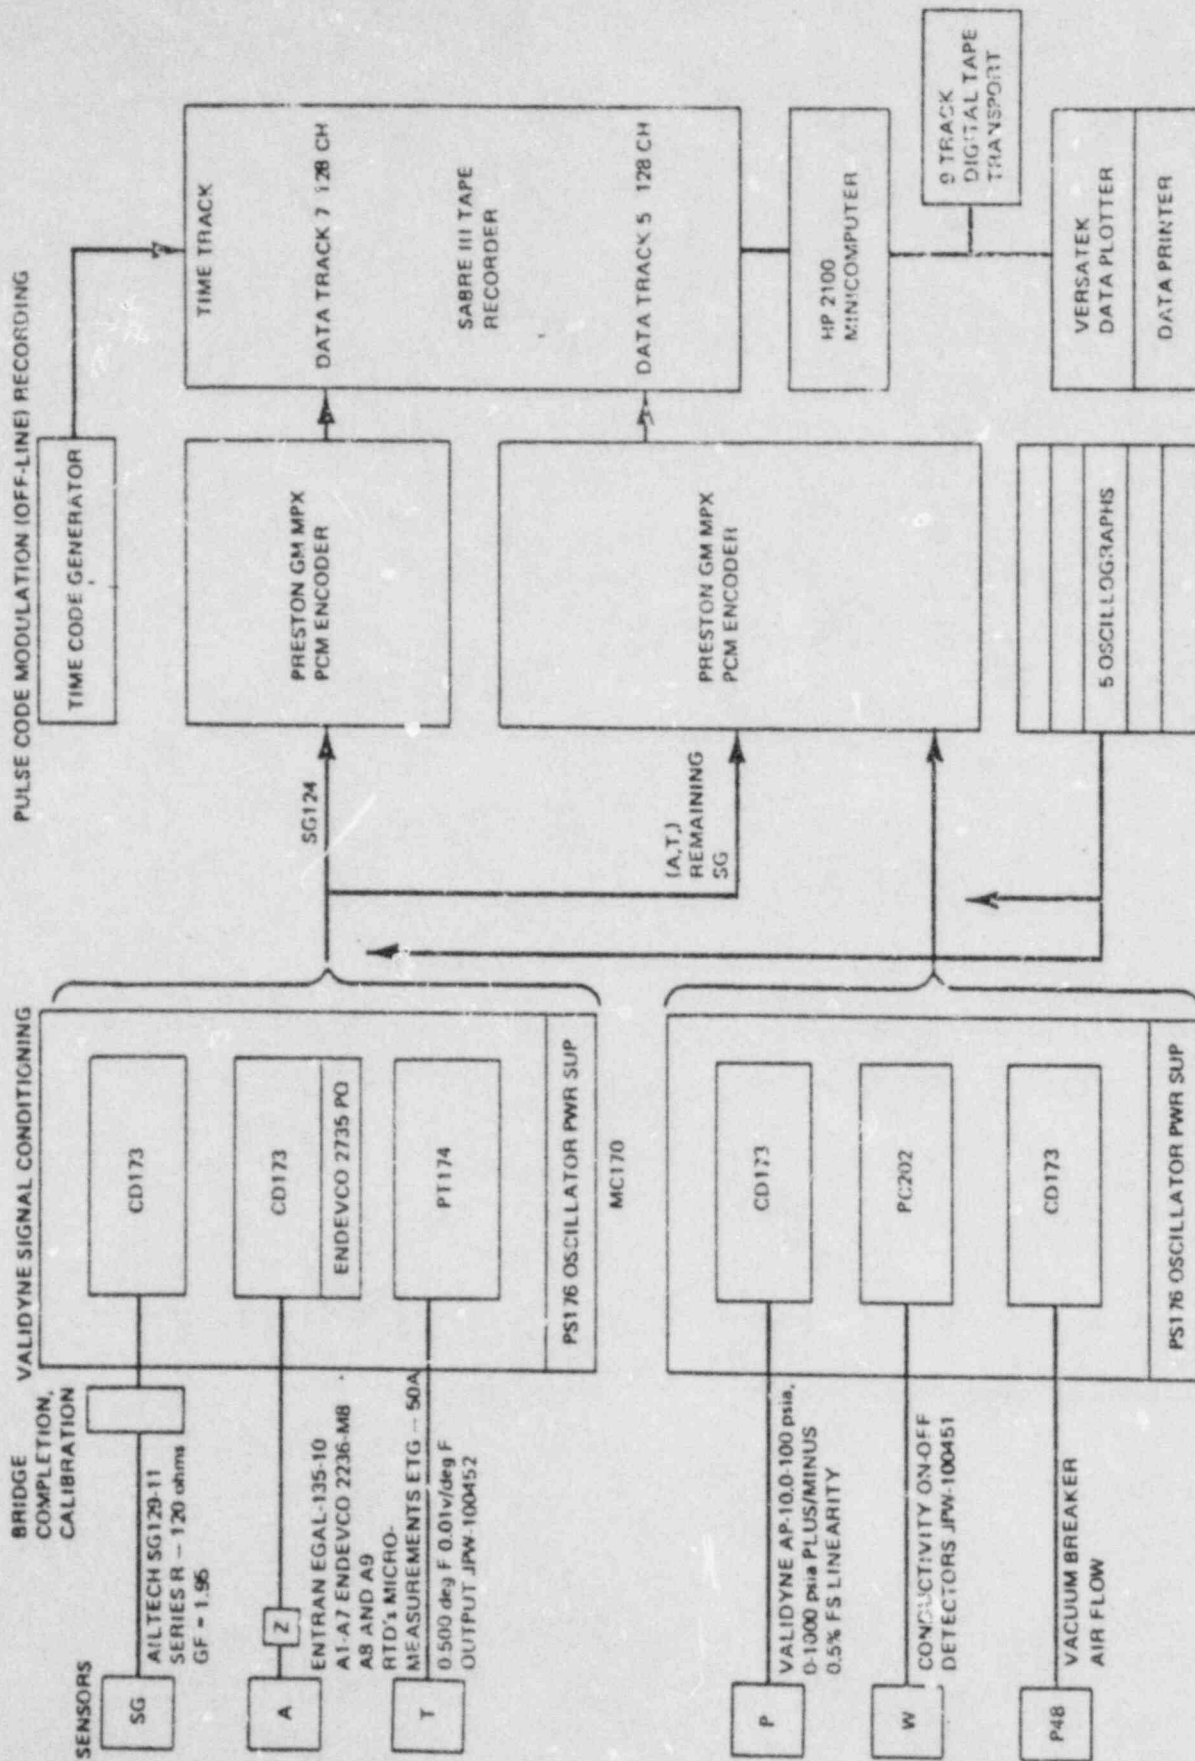 SENSORS
BRIDGE
COMPLETION,
CALIBRATION
VALIDYNE SIGNAL CONDITIONING
PULSE CODE MODULATION (OFF-LINE) RECORDING
SG
AILTECH SG129-11
SERIES R - 120 ohms
GF = 1.95
CD173
A
Z
ENTRAN EGAL-135-10
A1-A7 ENDEVCO 2236-M8
A8 AND A9
CD173
ENDEVCO 2735 PO
T
RTD's MICRO-
MEASUREMENTS ETG - 50A
0.500 deg F 0.01v/deg F
OUTPUT JPW-100452
PT174
PS176 OSCILLATOR PWR SUP
MC170
P
VALIDYNE AP-10,0-100 psia,
0-1000 psia PLUS/MINUS
0.5% FS LINEARITY
CD173
W
CONDUCTIVITY ON-OFF
DETECTORS JPW-100451
PC202
P48
VACUUM BREAKER
AIR FLOW
CD173
PS176 OSCILLATOR PWR SUP
TIME CODE GENERATOR
SG124
PRESTON GM MPX
PCM ENCODER
(A,T,)
REMAINING
SG
PRESTON GM MPX
PCM ENCODER
5 OSCILLOGRAPHS
TIME TRACK
DATA TRACK 7 128 CH
SABRE III TAPE
RECORDER
DATA TRACK 5 128 CH
HP 2100
MINICOMPUTER
9 TRACK
DIGITAL TAPE
TRANSPORT
VERSATEK
DATA PLOTTER
DATA PRINTER